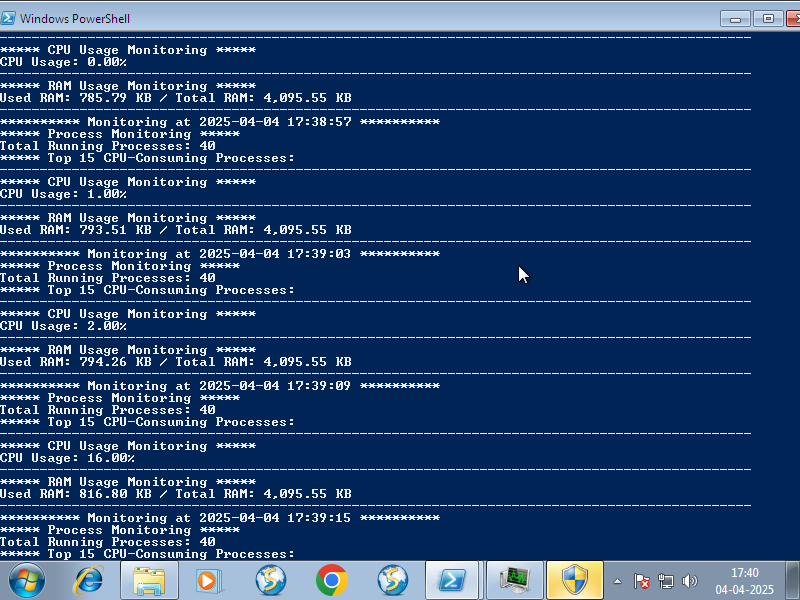 Windows PowerShell
***** CPU Usage Monitoring *****
CPU Usage: 0.00%
***** RAM Usage Monitoring *****
Used RAM: 785.79 KB / Total RAM: 4,095.55 KB
********** Monitoring at 2025-04-04 17:38:57 **********
***** Process Monitoring *****
Total Running Processes: 40
***** Top 15 CPU-Consuming Processes:
***** CPU Usage Monitoring *****
CPU Usage: 1.00%
***** RAM Usage Monitoring *****
Used RAM: 793.51 KB / Total RAM: 4,095.55 KB
********** Monitoring at 2025-04-04 17:39:03 **********
***** Process Monitoring *****
Total Running Processes: 40
***** Top 15 CPU-Consuming Processes:
***** CPU Usage Monitoring *****
CPU Usage: 2.00%
***** RAM Usage Monitoring *****
Used RAM: 794.26 KB / Total RAM: 4,095.55 KB
********** Monitoring at 2025-04-04 17:39:09 **********
***** Process Monitoring *****
Total Running Processes: 40
***** Top 15 CPU-Consuming Processes:
***** CPU Usage Monitoring *****
CPU Usage: 16.00%
***** RAM Usage Monitoring *****
Used RAM: 816.80 KB / Total RAM: 4,095.55 KB
********** Monitoring at 2025-04-04 17:39:15 **********
***** Process Monitoring *****
Total Running Processes: 40
***** Top 15 CPU-Consuming Processes:
17:40
04-04-2025